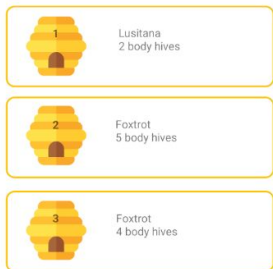 1
Lusitana
2 body hives
2
Foxtrot
5 body hives
3
Foxtrot
4 body hives